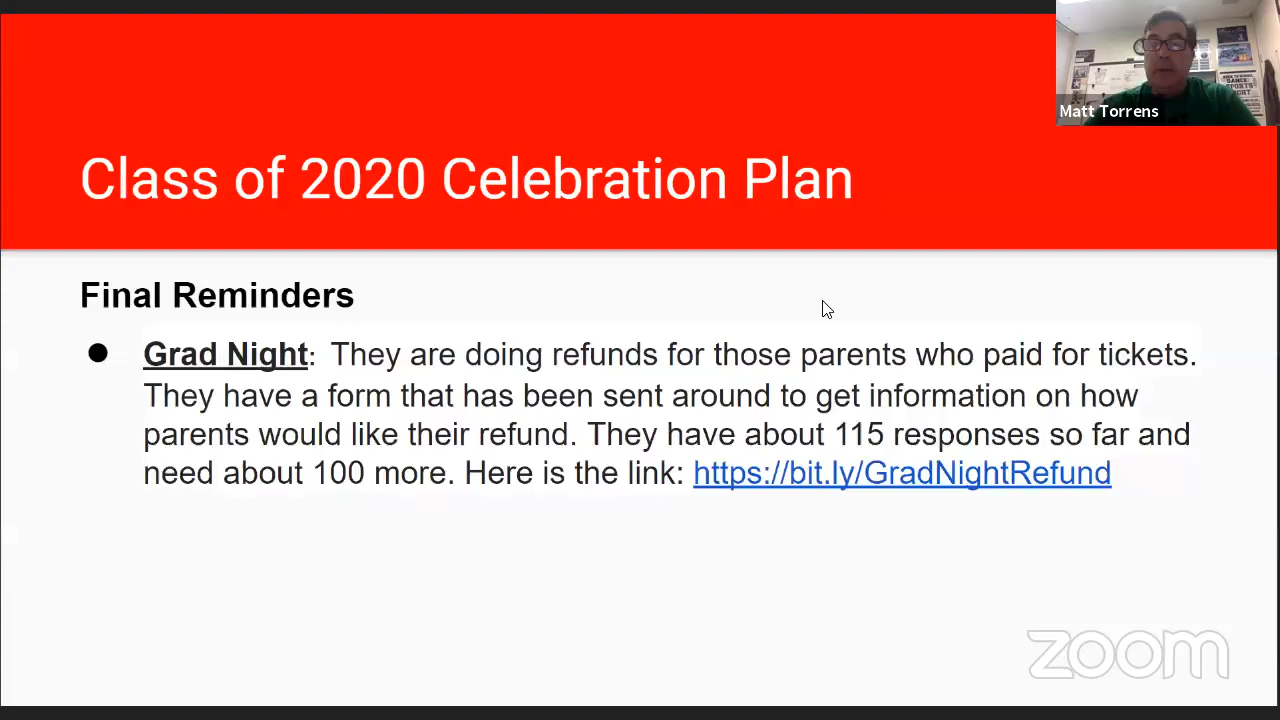 Matt Torrens
Class of 2020 Celebration Plan
Final Reminders
● Grad Night: They are doing refunds for those parents who paid for tickets.
They have a form that has been sent around to get information on how
parents would like their refund. They have about 115 responses so far and
need about 100 more. Here is the link: https://bit.ly/GradNightRefund
zoom